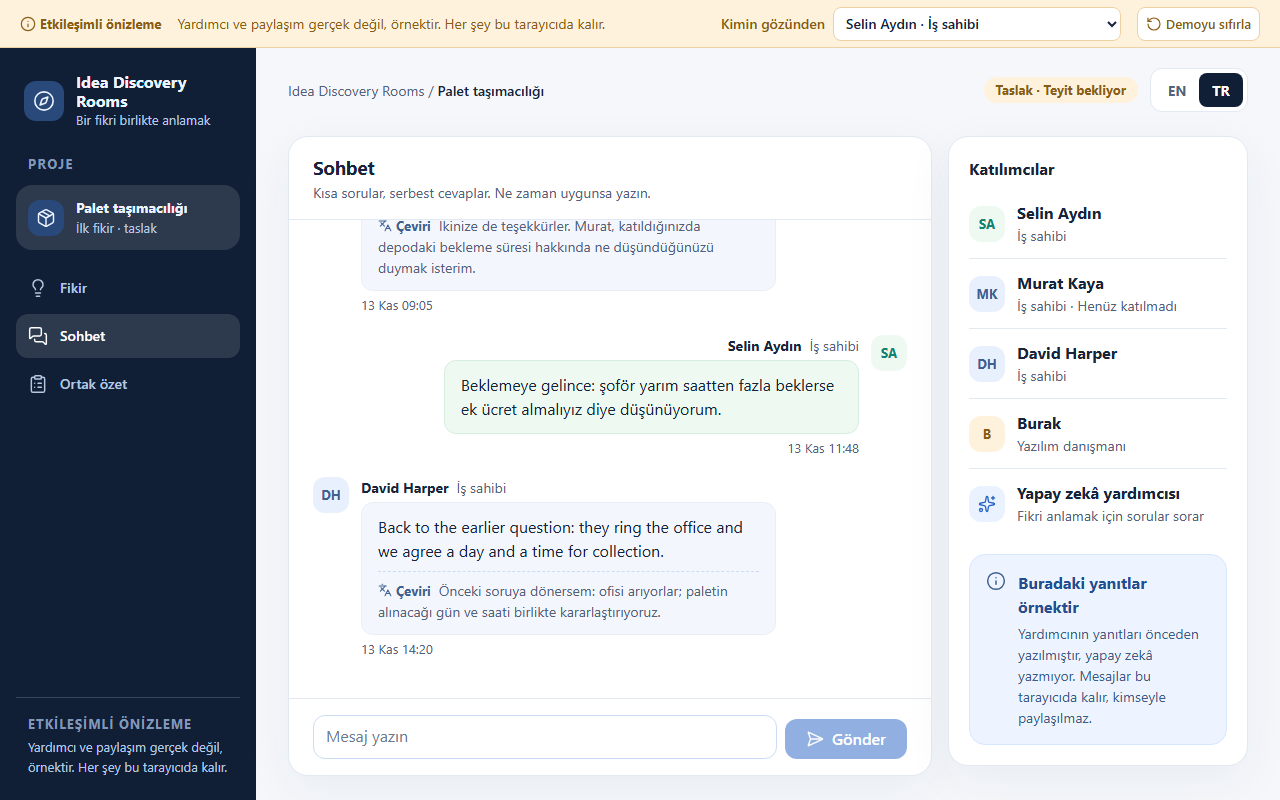 Etkileşimli önizleme Yardımcı ve paylaşım gerçek değil, örnektir. Her şey bu tarayıcıda kalır.
Kimin gözünden
Selin Aydın · İş sahibi
Demoyu sıfırla
Idea Discovery
Rooms
Bir fikri birlikte anlamak
PROJE
Palet taşımacılığı
İlk fikir · taslak
Fikir
Sohbet
Ortak özet
ETKİLEŞİMLİ ÖNİZLEME
Yardımcı ve paylaşım gerçek değil,
örnektir. Her şey bu tarayıcıda kalır.
Idea Discovery Rooms / Palet taşımacılığı
Taslak · Teyit bekliyor
EN TR
Sohbet
Kısa sorular, serbest cevaplar. Ne zaman uygunsa yazın.
Çeviri İkinize de teşekkürler. Murat, katıldığınızda
depodaki bekleme süresi hakkında ne düşündüğünüzü
duymak isterim.
13 Kas 09:05
Selin Aydın İş sahibi
SA
Beklemeye gelince: şoför yarım saatten fazla beklerse
ek ücret almalıyız diye düşünüyorum.
13 Kas 11:48
DH
David Harper İş sahibi
Back to the earlier question: they ring the office and
we agree a day and a time for collection.
Çeviri Önceki soruya dönersem: ofisi arıyorlar; paletin
alınacağı gün ve saati birlikte kararlaştırıyoruz.
13 Kas 14:20
Mesaj yazın
Gönder
Katılımcılar
SA
Selin Aydın
İş sahibi
MK
Murat Kaya
İş sahibi · Henüz katılmadı
DH
David Harper
İş sahibi
B
Burak
Yazılım danışmanı
Yapay zekâ yardımcısı
Fikri anlamak için sorular sorar
Buradaki yanıtlar
örnektir
Yardımcının yanıtları önceden
yazılmıştır, yapay zekâ
yazmıyor. Mesajlar bu
tarayıcıda kalır, kimseyle
paylaşılmaz.